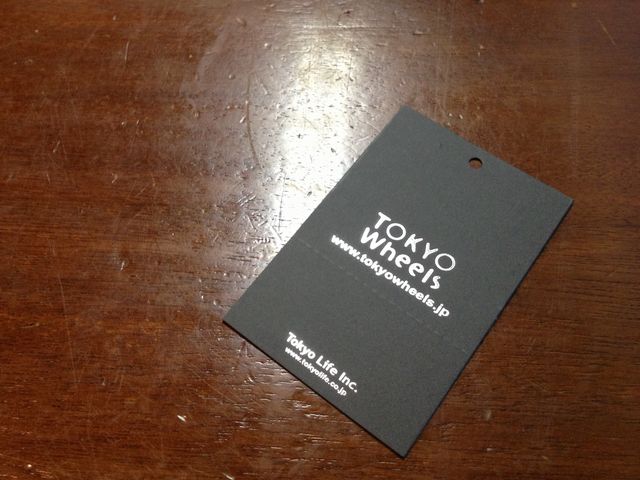 TOKYO
Wheels
www.tokyowheels.jp
Tokyo Life Inc.
www.tokyolife.co.jp